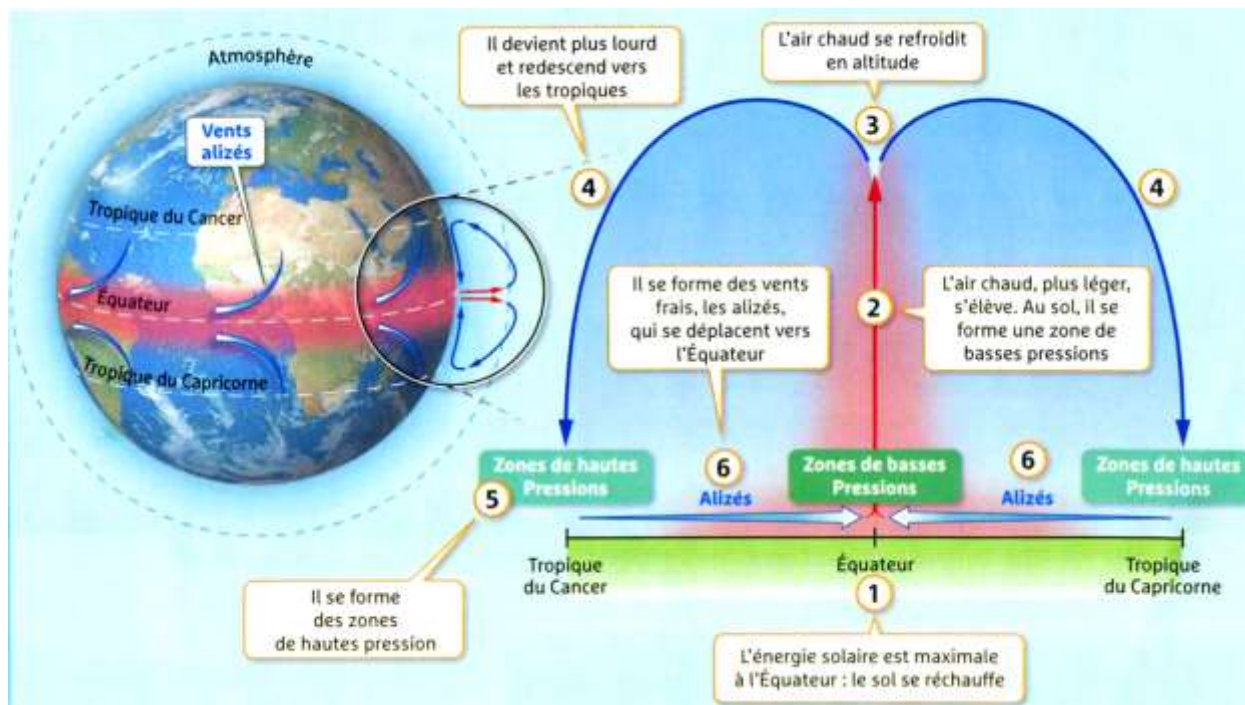 Atmosphère
Vents
alizés
Tropique du Cancer
Équateur
Tropique du Capricorne
Il devient plus lourd
et redescend vers
les tropiques
L'air chaud se refroidit
en altitude
3
4
4
Il se forme des vents
frais, les alizés,
qui se déplacent vers
l'Équateur
2
L'air chaud, plus léger,
s'élève. Au sol, il se
forme une zone de
basses pressions
Zones de hautes
Pressions
5
6
Alizés
Zones de basses
Pressions
6
Alizés
Zones de hautes
Pressions
Tropique
du Cancer
Équateur
Tropique
du Capricorne
1
Il se forme
des zones
de hautes pression
L'énergie solaire est maximale
à l'Équateur : le sol se réchauffe